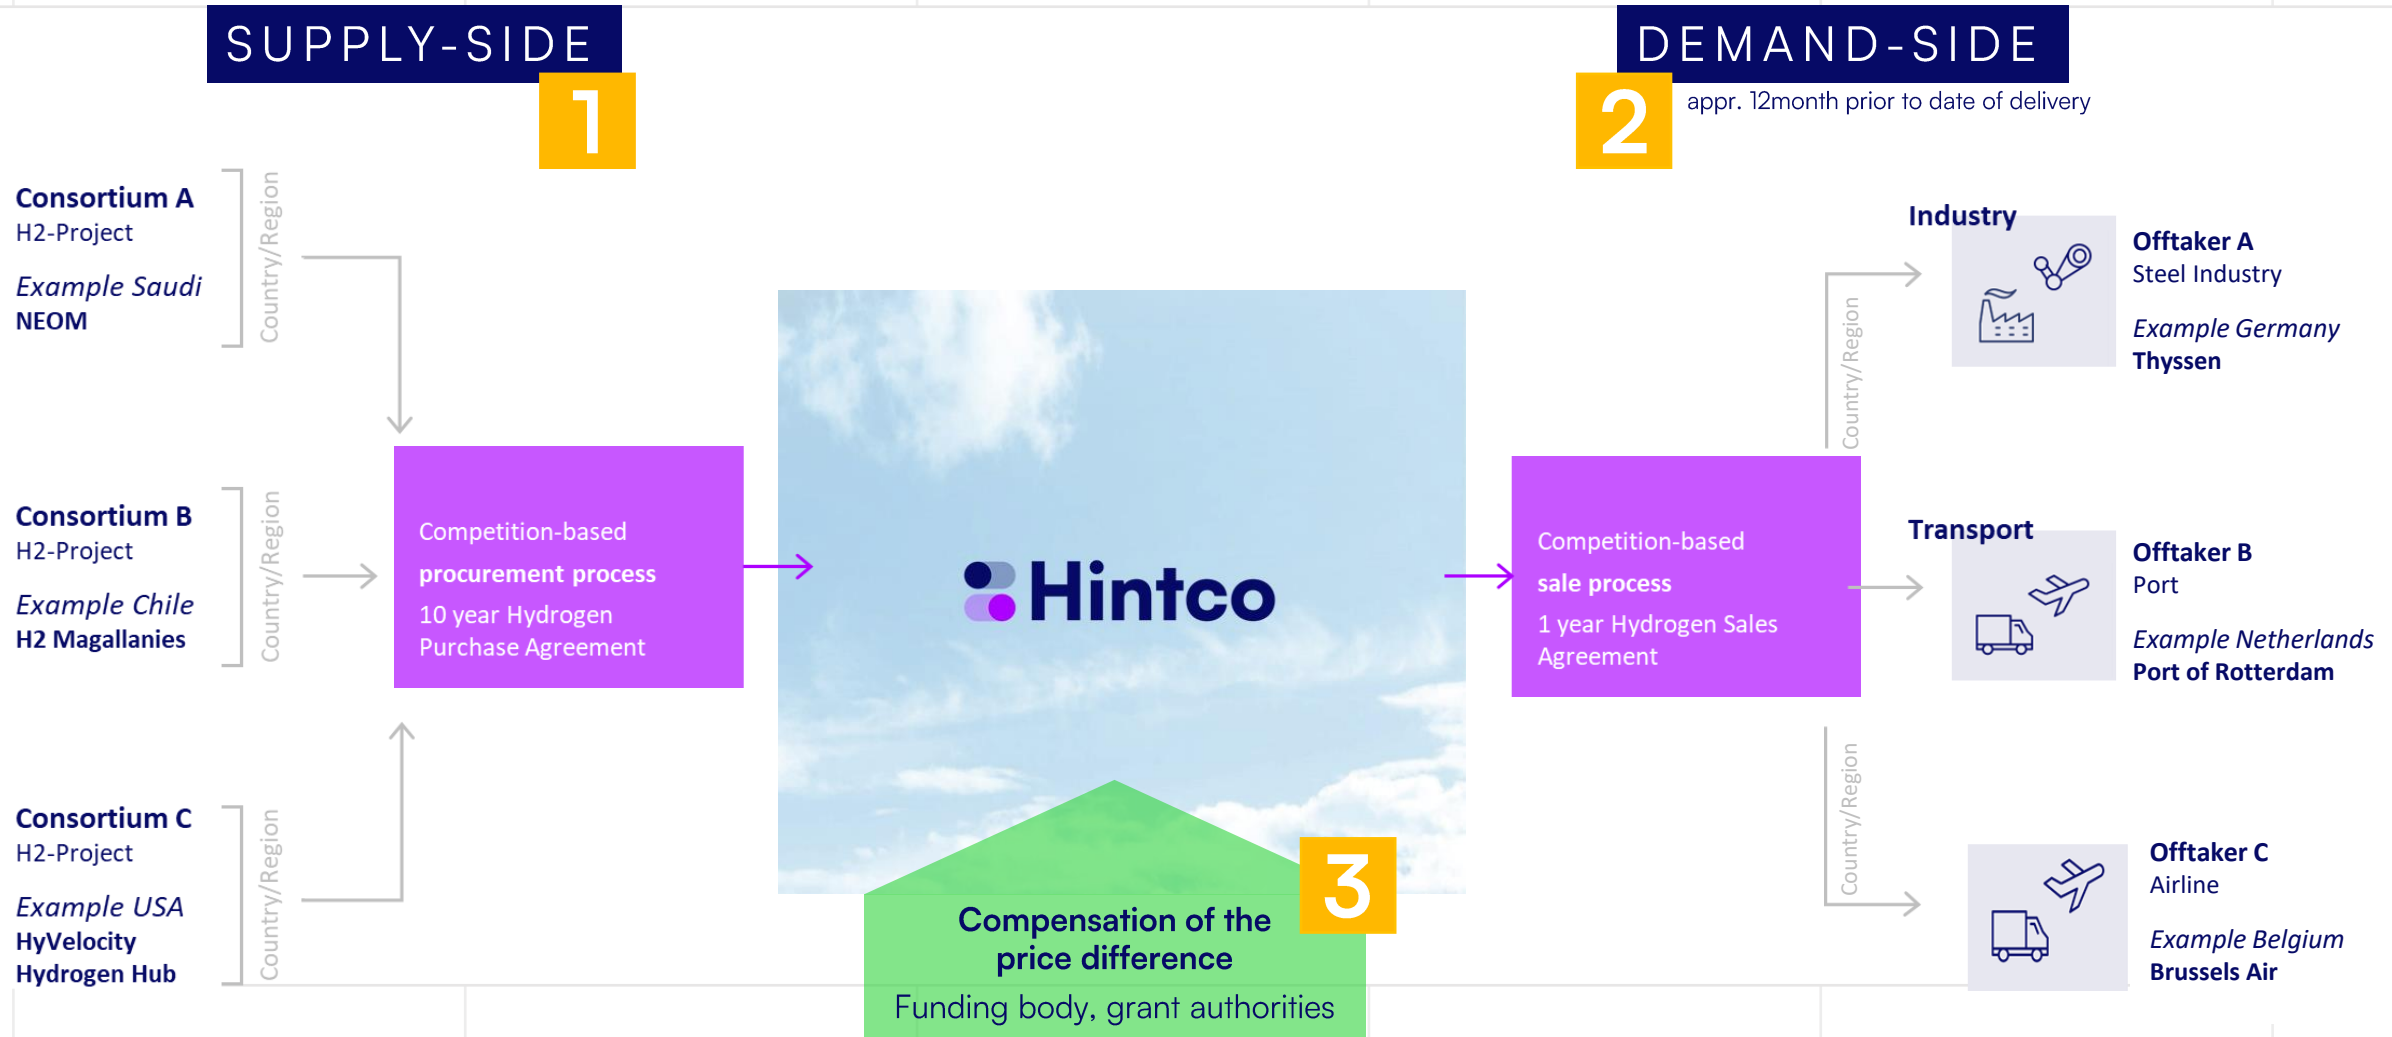 SUPPLY-SIDE
1
Consortium A
H2-Project
Example Saudi
NEOM
Country/Region
Consortium B
H2-Project
Example Chile
H2 Magallanies
Country/Region
Consortium C
H2-Project
Example USA
HyVelocity
Hydrogen Hub
Country/Region
Competition-based
procurement process
10 year Hydrogen
Purchase Agreement
Hintco
3
Compensation of the
price difference
Funding body, grant authorities
DEMAND-SIDE
2
appr. 12month prior to date of delivery
Competition-based
sale process
1 year Hydrogen Sales
Agreement
Country/Region
Industry
Offtaker A
Steel Industry
Example Germany
Thyssen
Transport
Offtaker B
Port
Example Netherlands
Port of Rotterdam
Country/Region
Offtaker C
Airline
Example Belgium
Brussels Air